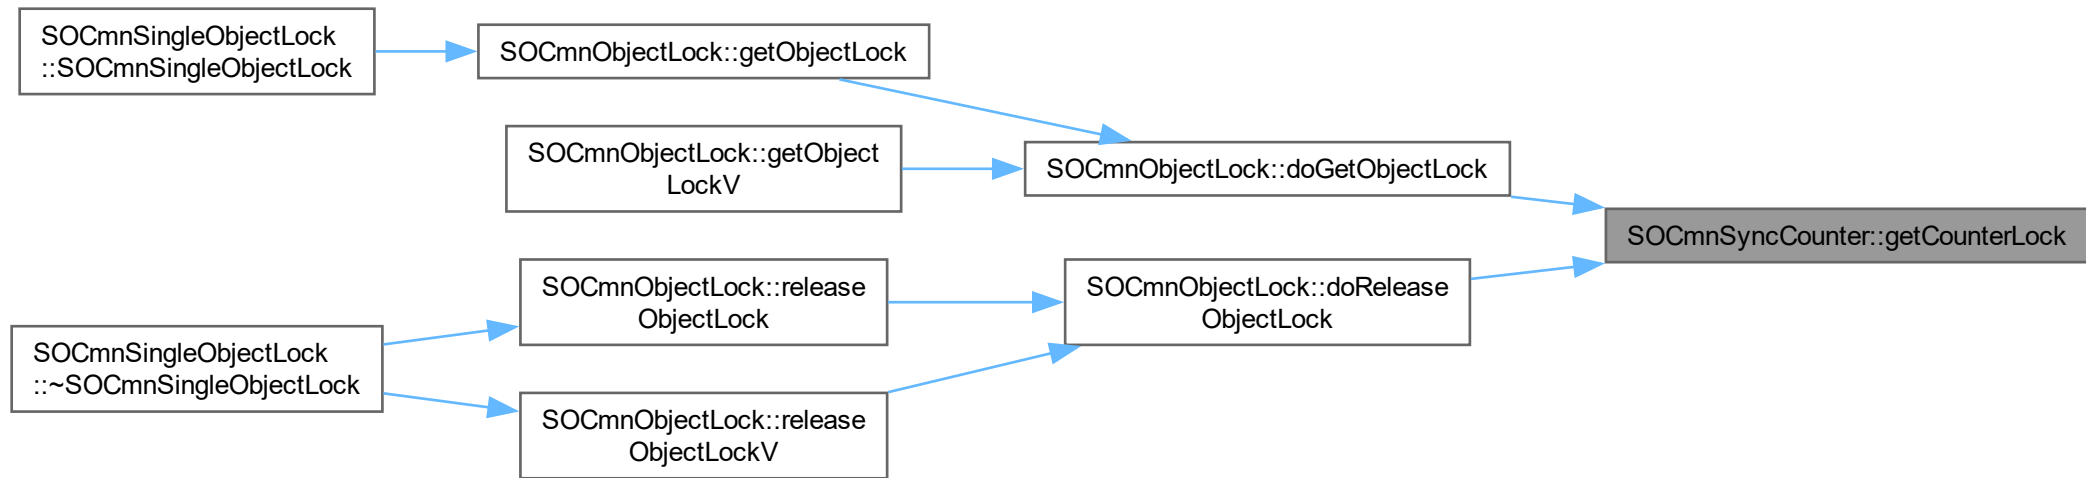 SOCmnSingleObjectLock
::SOCmnSingleObjectLock
SOCmnObjectLock::getObjectLock
SOCmnObjectLock::getObject
LockV
SOCmnObjectLock::doGetObjectLock
SOCmnSyncCounter::getCounterLock
SOCmnObjectLock::release
ObjectLock
SOCmnObjectLock::doRelease
ObjectLock
SOCmnSingleObjectLock
::~SOCmnSingleObjectLock
SOCmnObjectLock::release
ObjectLockV